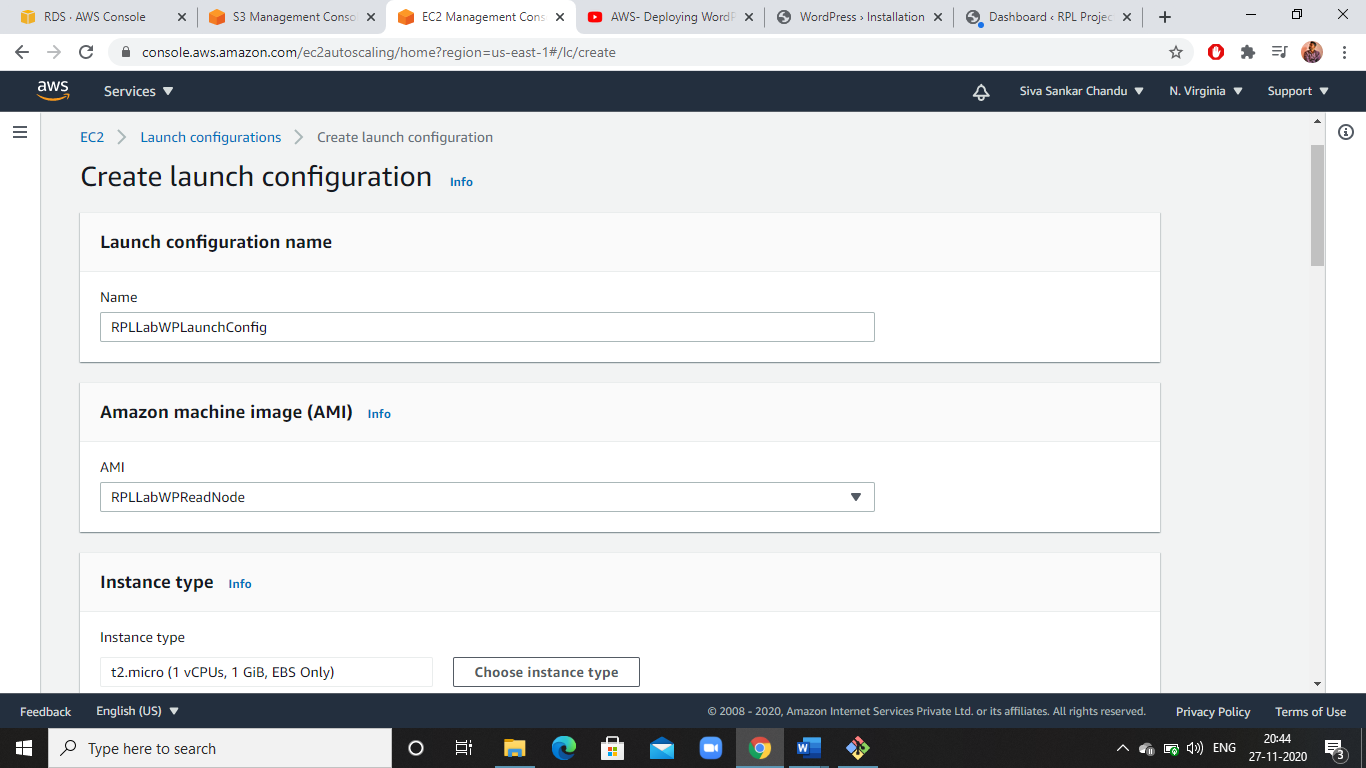 RDS · AWS Console
S3 Management Conso
EC2 Management Cons
AWS- Deploying WordP
WordPress › Installation
Dashboard ‹ RPL Projec
console.aws.amazon.com/ec2autoscaling/home?region=us-east-1#/lc/create
aws
Services
Siva Sankar Chandu
N. Virginia
Support
EC2
Launch configurations
Create launch configuration
Create launch configuration
Info
Launch configuration name
Name
RPLLabWPLaunchConfig
Amazon machine image (AMI)
Info
AMI
RPLLabWPReadNode
Instance type
Info
Instance type
t2.micro (1 vCPUs, 1 GiB, EBS Only)
Choose instance type
Feedback
English (US)
© 2008 - 2020, Amazon Internet Services Private Ltd. or its affiliates. All rights reserved.
Privacy Policy
Terms of Use
Type here to search
W
ENG
20:44
27-11-2020
3